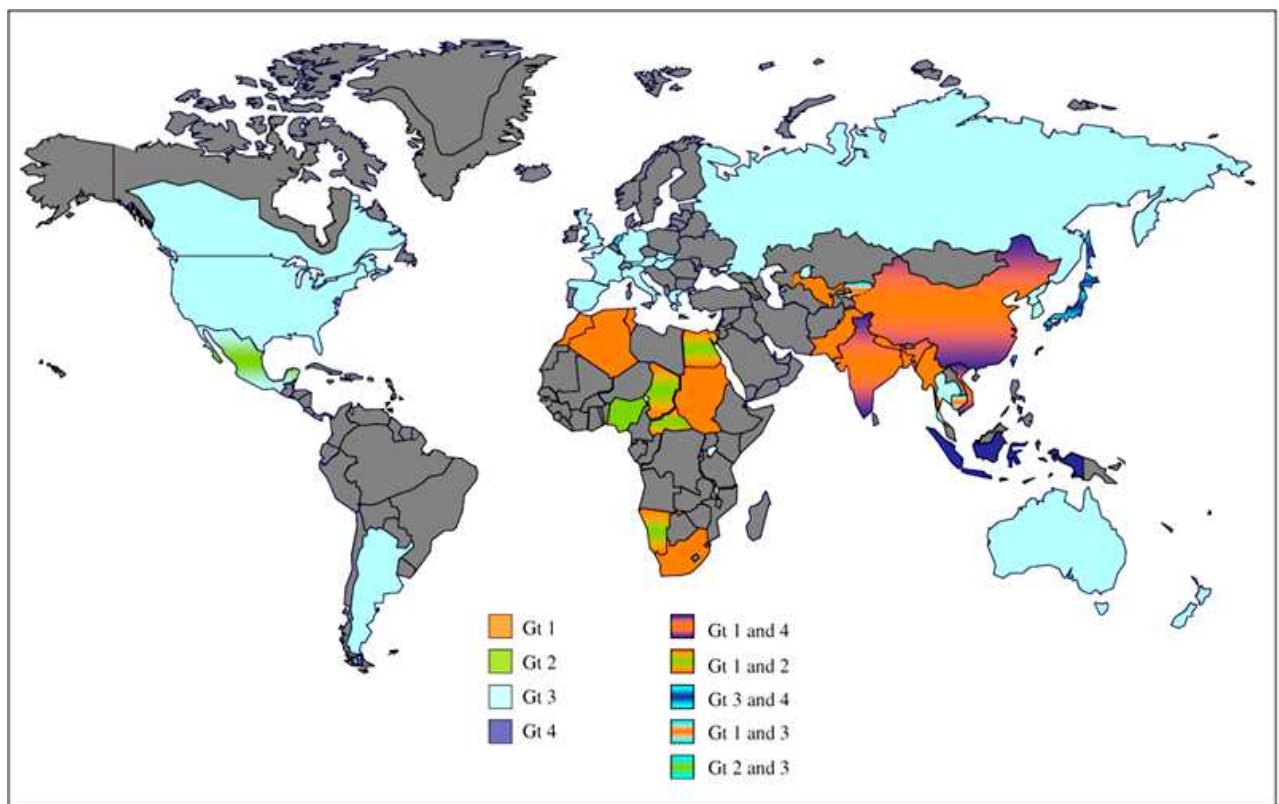 Gt 1
Gt 2
Gt 3
Gt 4
Gt 1 and 4
Gt 1 and 2
Gt 3 and 4
Gt 1 and 3
Gt 2 and 3